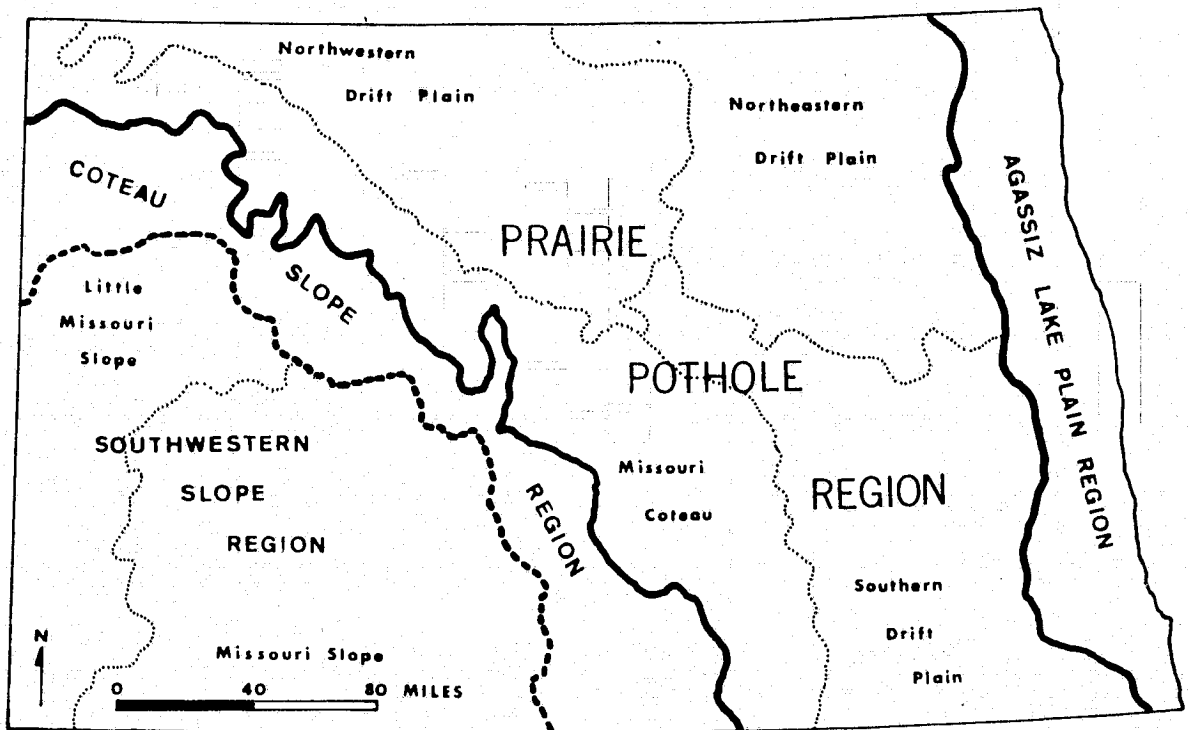 Northwestern
Drift Plain
Northeastern
Drift Plain
COTEAU
SLOPE
REGION
PRAIRIE
POTHOLE
REGION
AGASSIZ LAKE PLAIN REGION
Little
Missouri
Slope
SOUTHWESTERN
SLOPE
REGION
Missouri
Coteau
Southern
Drift
Plain
Missouri Slope
N
0 40 80 MILES